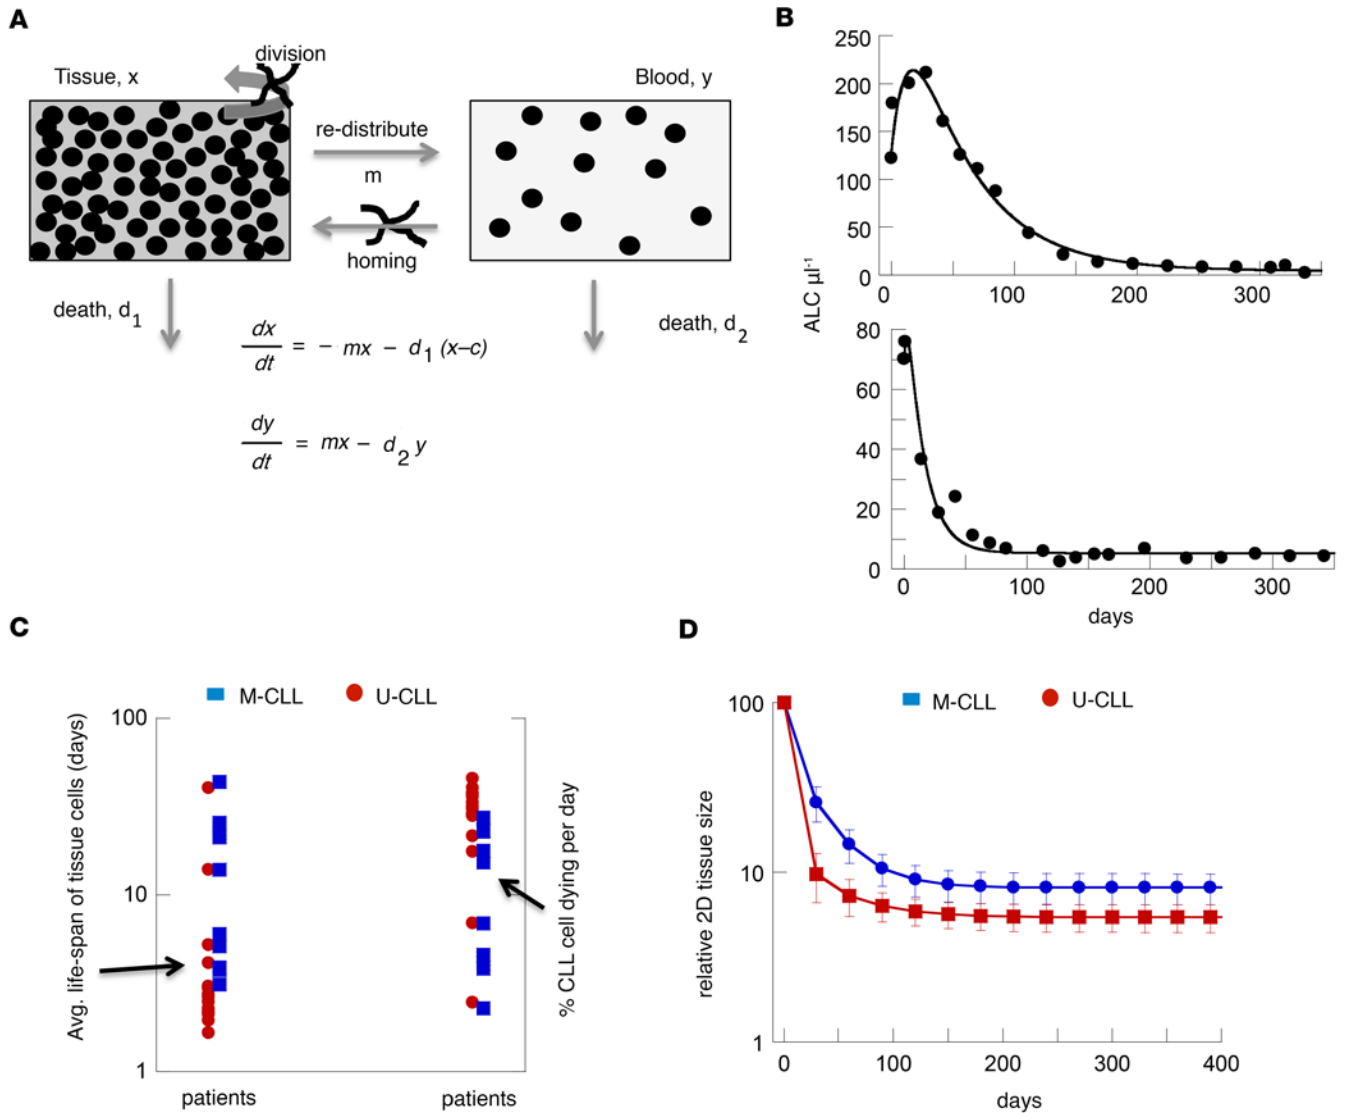 A
division
Tissue, x
Blood, y
re-distribute
m
homing
death, d1
death, d2
dx/dt = - mx – d1 (x–c)
dy/dt = mx – d2 y
B
250
200
150
100
50
0
0 100 200 300
ALC µl-1
80
60
40
20
0
0 100 200 300
days
C
M-CLL U-CLL
100
10
1
Avg. life-span of tissue cells (days)
% CLL cell dying per day
patients patients
D
M-CLL U-CLL
100
10
1
relative 2D tissue size
0 100 200 300 400
days